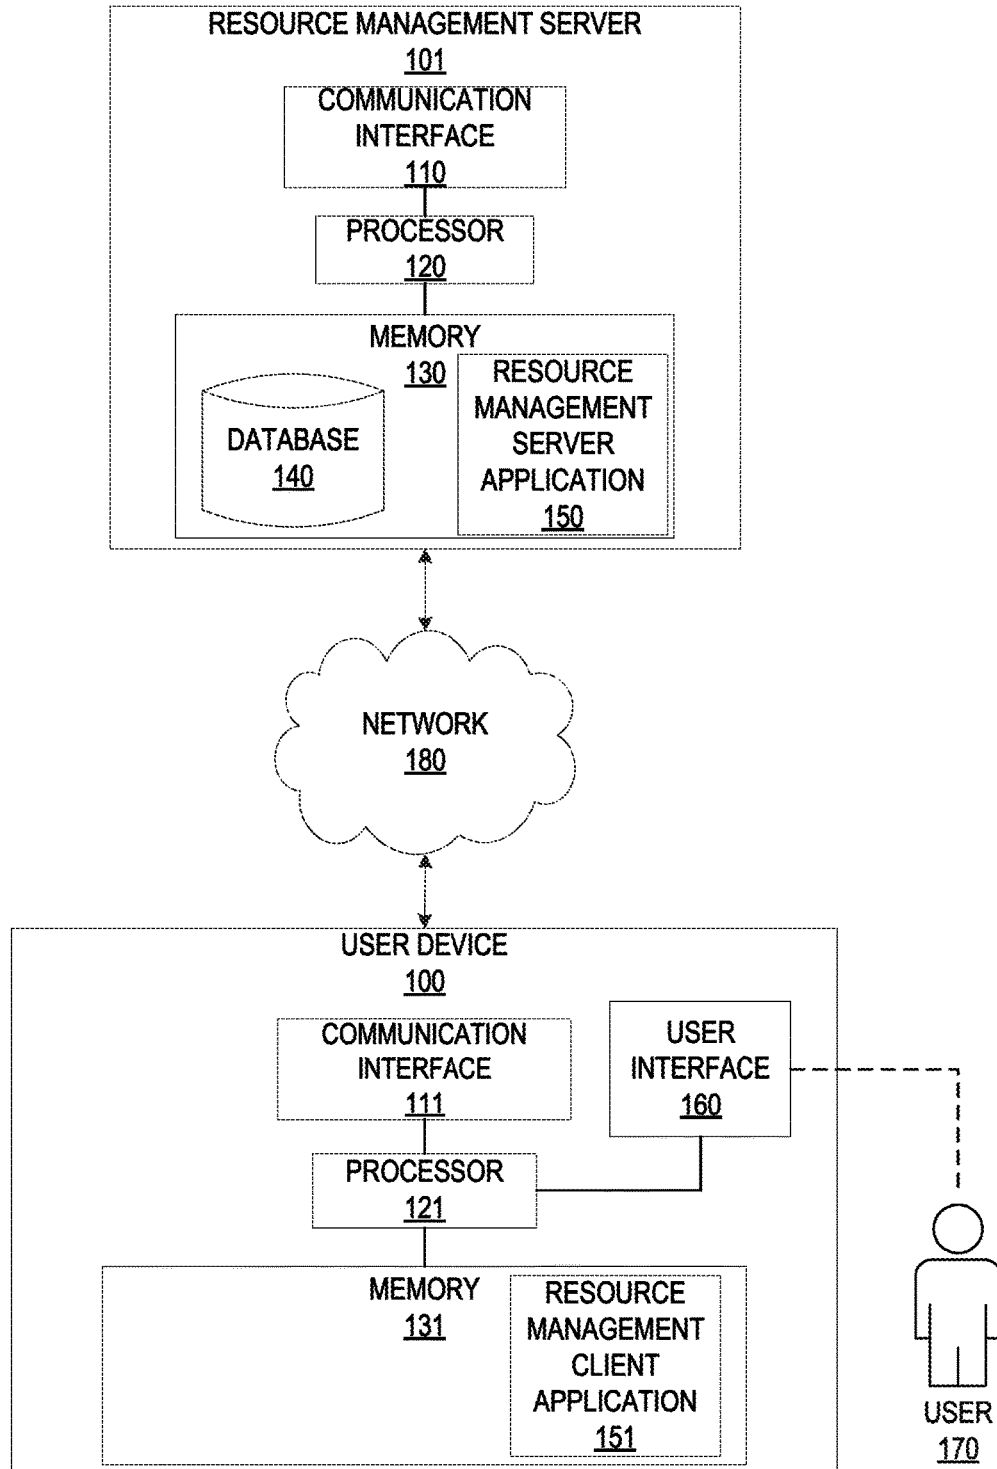 RESOURCE MANAGEMENT SERVER
101
COMMUNICATION
INTERFACE
110
PROCESSOR
120
MEMORY
130
DATABASE
140
RESOURCE
MANAGEMENT
SERVER
APPLICATION
150
NETWORK
180
USER DEVICE
100
COMMUNICATION
INTERFACE
111
USER
INTERFACE
160
PROCESSOR
121
MEMORY
131
RESOURCE
MANAGEMENT
CLIENT
APPLICATION
151
USER
170